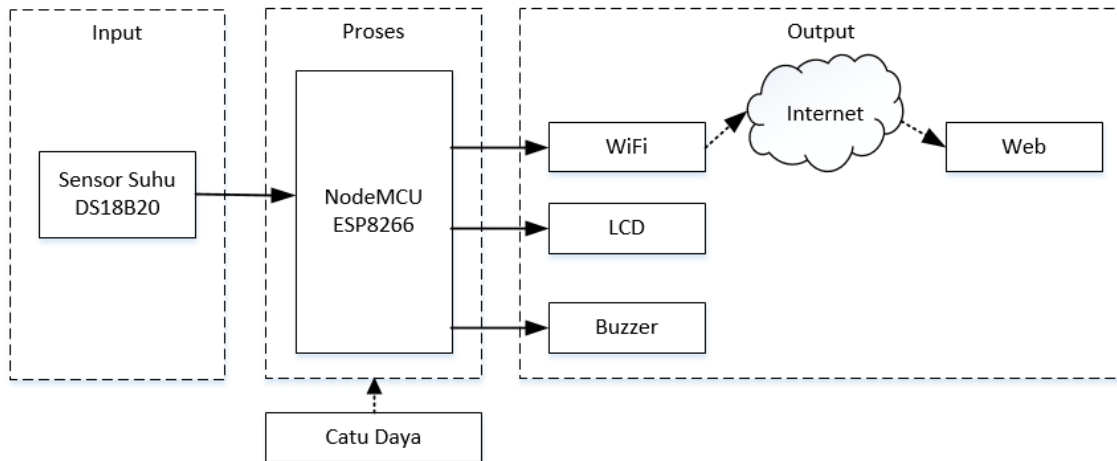 Input
Proses
Output
Sensor Suhu
DS18B20
NodeMCU
ESP8266
WiFi
Internet
Web
LCD
Buzzer
Catu Daya